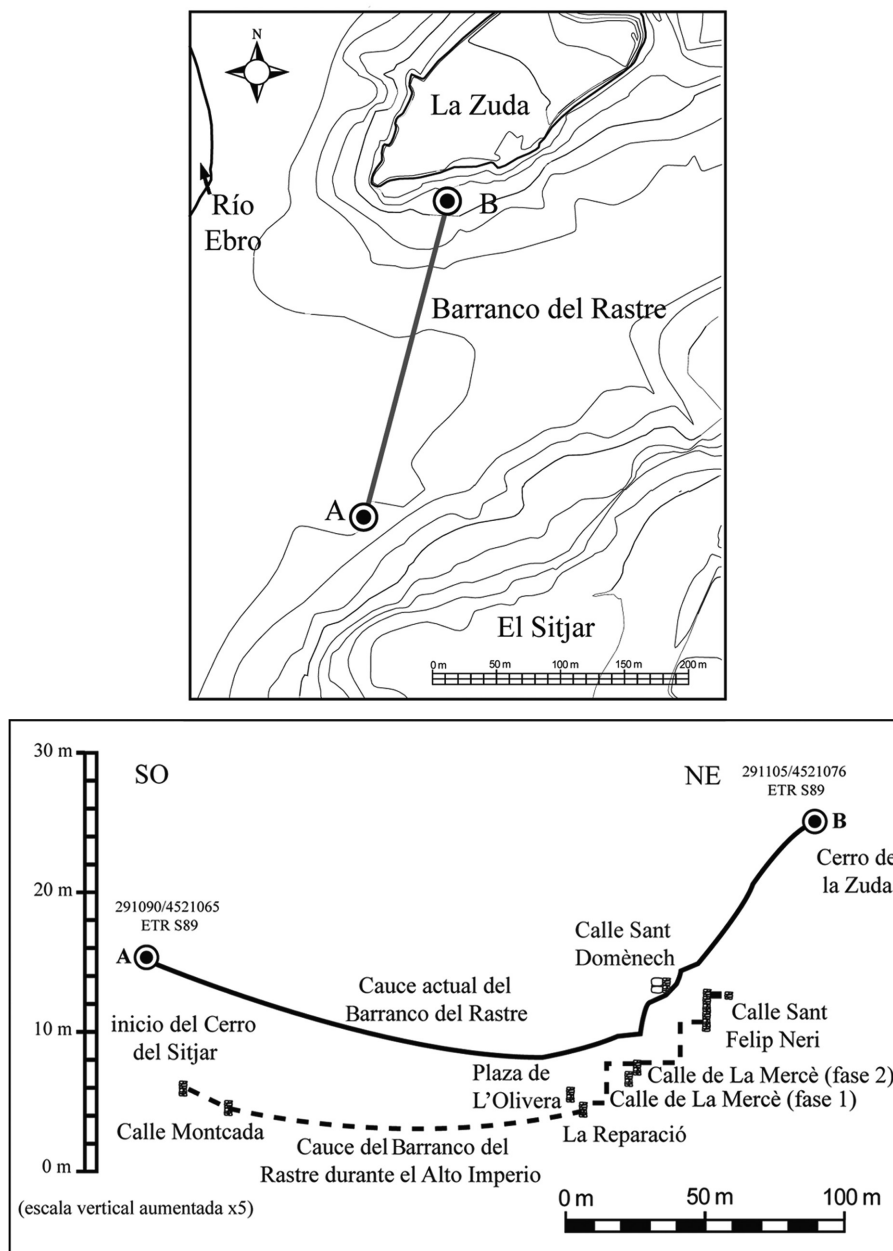 N
La Zuda
B
Río
Ebro
Barranco del Rastre
A
El Sitjar
0 m 50 m 100 m 150 m 200 m
30 m
SO
NE
291105/4521076
ETR S89
B
Cerro de
la Zuda
20 m
291090/4521065
ETR S89
A
Calle Sant
Domènech
Cauce actual del
Barranco del Rastre
inicio del Cerro
del Sitjar
10 m
Calle Sant
Felip Neri
Plaza de
L'Olivera
Calle de La Mercè (fase 2)
Calle de La Mercè (fase 1)
Calle Montcada
La Reparació
Cauce del Barranco del
Rastre durante el Alto Imperio
0 m
(escala vertical aumentada x5)
0 m 50 m 100 m